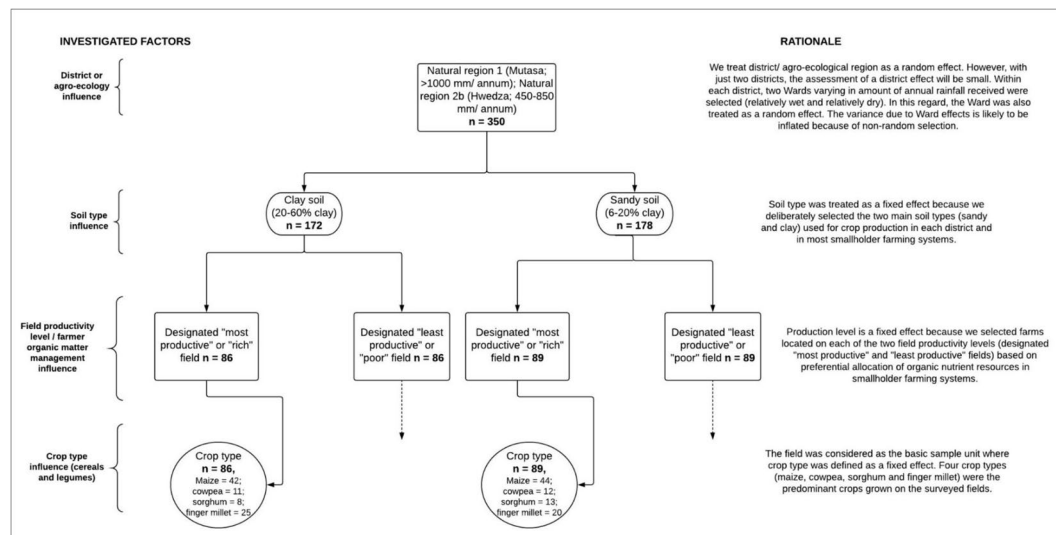 INVESTIGATED FACTORS
RATIONALE
District or
agro-ecology
influence
Natural region 1 (Mutasa;
>1000 mm/ annum); Natural
region 2b (Hwedza; 450-850
mm/ annum)
n = 350
We treat district/ agro-ecological region as a random effect. However, with
just two districts, the assessment of a district effect will be small. Within
each district, two Wards varying in amount of annual rainfall received were
selected (relatively wet and relatively dry). In this regard, the Ward was also
treated as a random effect. The variance due to Ward effects is likely to be
inflated because of non-random selection.
Soil type
influence
Clay soil
(20-60% clay)
n = 172
Sandy soil
(6-20% clay)
n = 178
Soil type was treated as a fixed effect because we
deliberately selected the two main soil types (sandy
and clay) used for crop production in each district and
in most smallholder farming systems.
Field productivity
level / farmer
organic matter
management
influence
Designated "most
productive" or "rich"
field n = 86
Designated "least
productive" or
"poor" field n = 86
Designated "most
productive" or "rich"
field n = 89
Designated "least
productive" or
"poor" field n = 89
Production level is a fixed effect because we selected farms
located on each of the two field productivity levels (designated
"most productive" and "least productive" fields) based on
preferential allocation of organic nutrient resources in
smallholder farming systems.
Crop type
influence (cereals
and legumes)
Crop type
n = 86,
Maize = 42;
cowpea = 11;
sorghum = 8;
finger millet = 25
Crop type
n = 89,
Maize = 44;
cowpea = 12;
sorghum = 13;
finger millet = 20
The field was considered as the basic sample unit where
crop type was defined as a fixed effect. Four crop types
(maize, cowpea, sorghum and finger millet) were the
predominant crops grown on the surveyed fields.